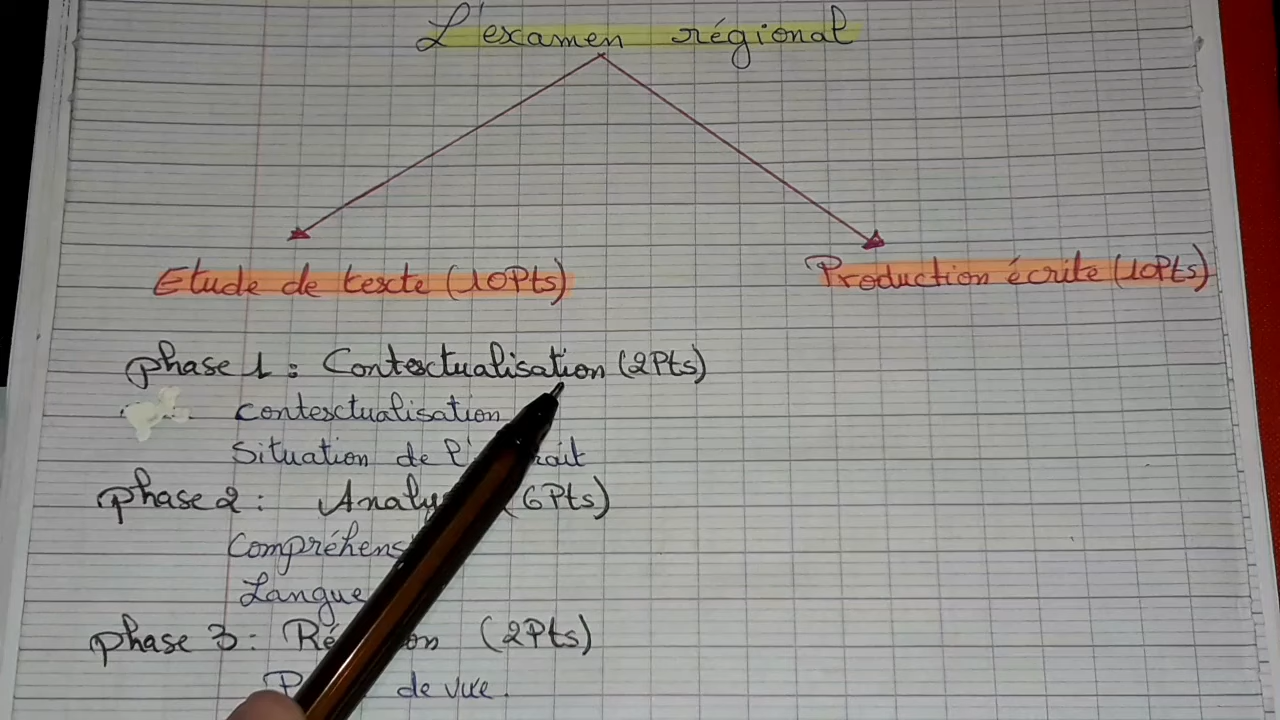 L'examen régional
Etude de texte (10Pts)
Production écrite (10Pts)
phase 1 : Contextualisation (2Pts)
contextualisation
Situation de l'
phase 2 : (6Pts)
Langue
phase 3 : (2Pts)
de vue.